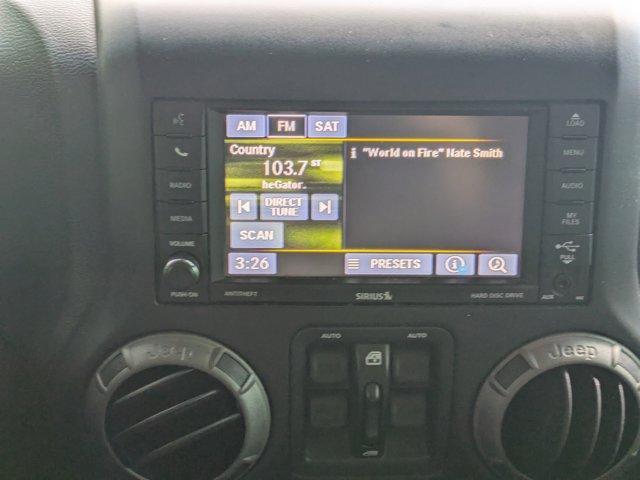 AM FM SAT
Country
103.7 ST
heGator.
DIRECT TUNE
SCAN
3:26
i "World on Fire" Nate Smith
PRESETS
RADIO
MEDIA
VOLUME
PUSH-ON
LOAD
MENU
AUDIO
MY FILES
PULL
AUX
ANTITHEFT
SIRIUS
HARD DISC DRIVE
AUTO AUTO
Jeep
Jeep